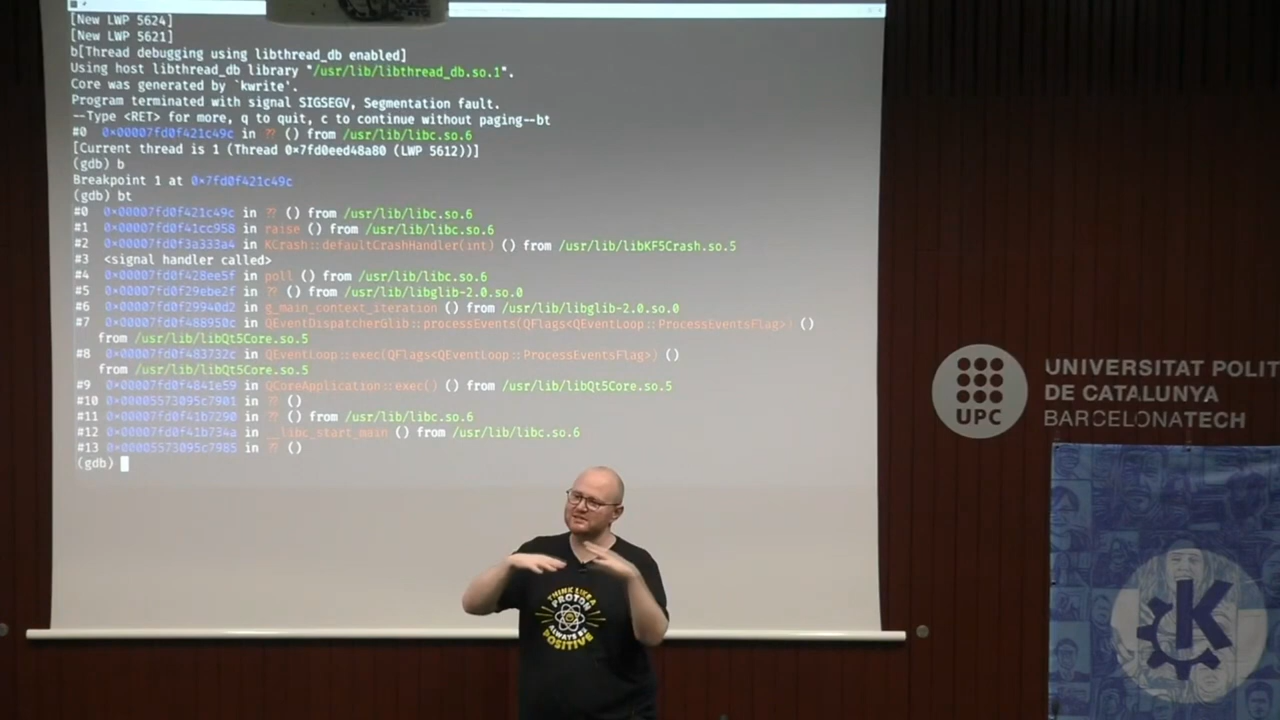 [New LWP 5624]
[New LWP 5621]
b[Thread debugging using libthread_db enabled]
Using host libthread_db library "/usr/lib/libthread_db.so.1".
Core was generated by `kwrite'.
Program terminated with signal SIGSEGV, Segmentation fault.
--Type <RET> for more, q to quit, c to continue without paging--bt
#0 0x00007fd0f421c49c in ?? () from /usr/lib/libc.so.6
[Current thread is 1 (Thread 0x7fd0eed48a80 (LWP 5612))]
(gdb) b
Breakpoint 1 at 0x7fd0f421c49c
(gdb) bt
#0 0x00007fd0f421c49c in ?? () from /usr/lib/libc.so.6
#1 0x00007fd0f41cc958 in raise () from /usr/lib/libc.so.6
#2 0x00007fd0f3a333a4 in KCrash::defaultCrashHandler(int) () from /usr/lib/libKF5Crash.so.5
#3 <signal handler called>
#4 0x00007fd0f428ee5f in poll () from /usr/lib/libc.so.6
#5 0x00007fd0f29ebe2f in ?? () from /usr/lib/libglib-2.0.so.0
#6 0x00007fd0f29940d2 in g_main_context_iteration () from /usr/lib/libglib-2.0.so.0
#7 0x00007fd0f488950c in QEventDispatcherGlib::processEvents(QFlags<QEventLoop::ProcessEventsFlag>) ()
from /usr/lib/libQt5Core.so.5
#8 0x00007fd0f483732c in QEventLoop::exec(QFlags<QEventLoop::ProcessEventsFlag>) ()
from /usr/lib/libQt5Core.so.5
#9 0x00007fd0f4841e59 in QCoreApplication::exec() () from /usr/lib/libQt5Core.so.5
#10 0x00005573095c7901 in ?? ()
#11 0x00007fd0f41b7290 in ?? () from /usr/lib/libc.so.6
#12 0x00007fd0f41b734a in __libc_start_main () from /usr/lib/libc.so.6
#13 0x00005573095c7985 in ?? ()
(gdb)
UPC
UNIVERSITAT POLIT
DE CATALUNYA
BARCELONATECH
THINK LIKE A
PROTON
ALWAYS BE
POSITIVE
K